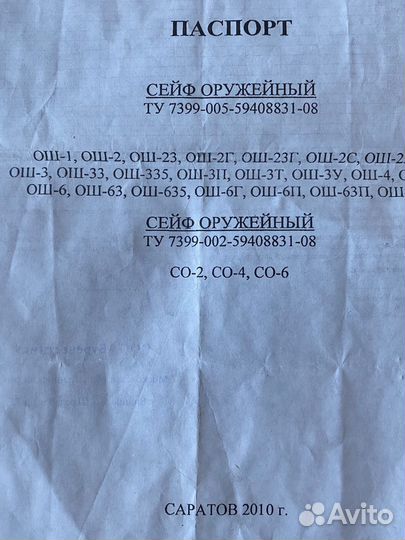 ПАСПОРТ
СЕЙФ ОРУЖЕЙНЫЙ
ТУ 7399-005-59408831-08
ОШ-1, ОШ-2, ОШ-23, ОШ-2Г, ОШ-23Г, ОШ-2С,
ОШ-3, ОШ-33, ОШ-335, ОШ-3П, ОШ-3Т, ОШ-3У, ОШ-4,
ОШ-6, ОШ-63, ОШ-635, ОШ-6Г, ОШ-6П, ОШ-63П,
СЕЙФ ОРУЖЕЙНЫЙ
ТУ 7399-002-59408831-08
СО-2, СО-4, СО-6
САРАТОВ 2010 г.
Avito